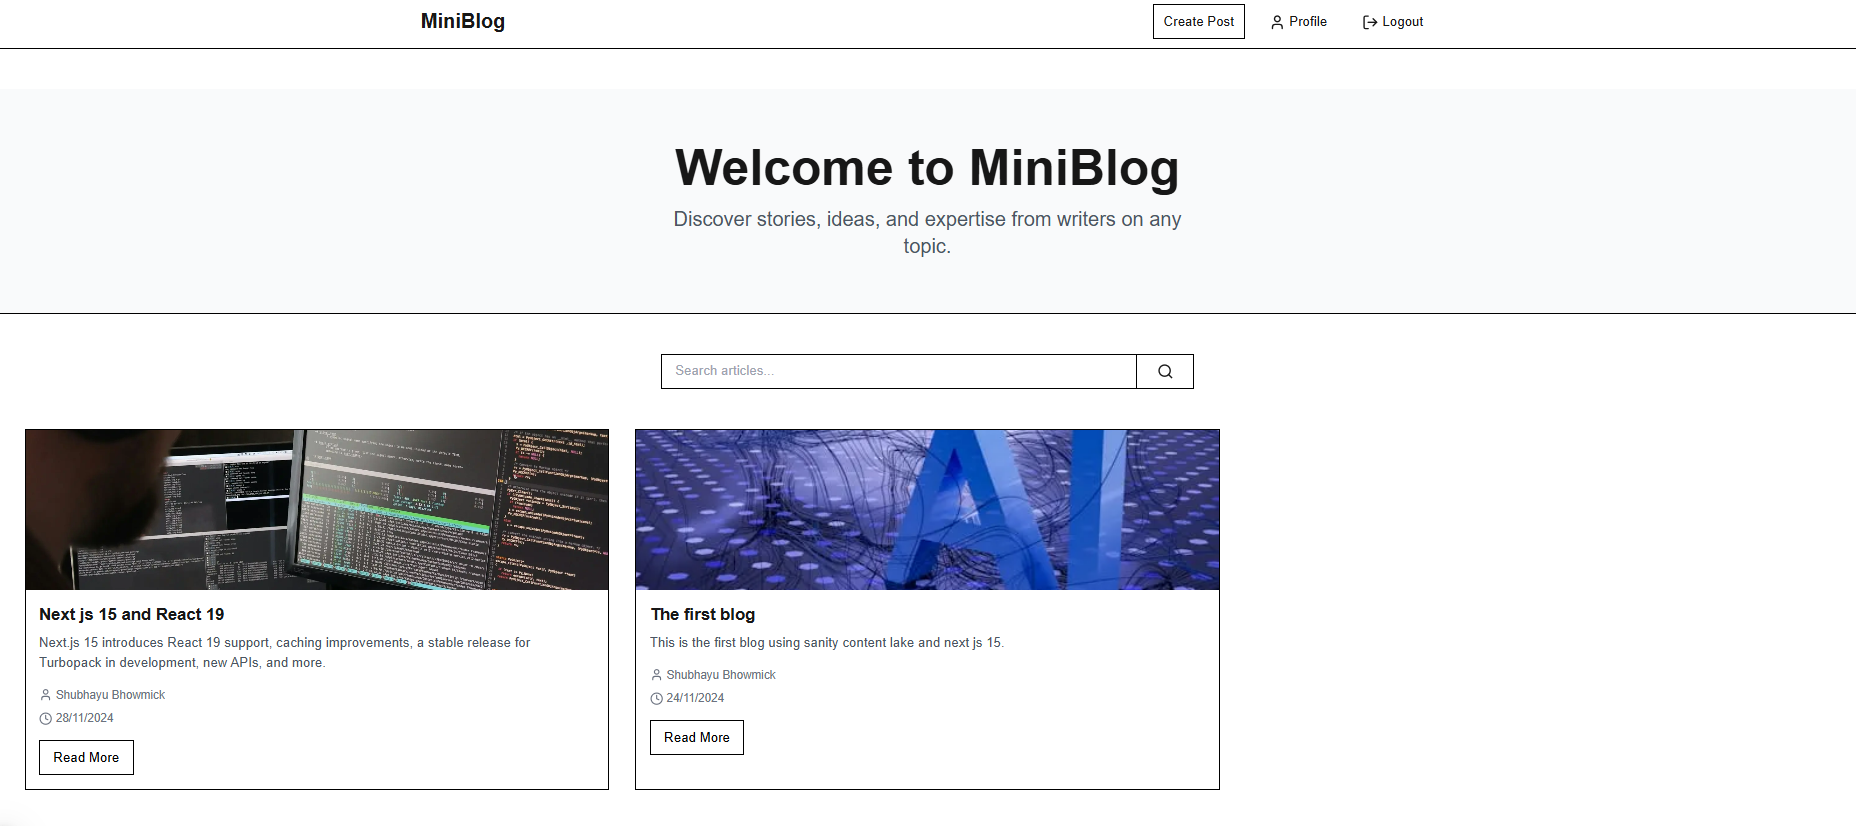 MiniBlog
Create Post
Profile
Logout
Welcome to MiniBlog
Discover stories, ideas, and expertise from writers on any
topic.
Search articles...
AI
Next js 15 and React 19
Next.js 15 introduces React 19 support, caching improvements, a stable release for
Turbopack in development, new APIs, and more.
Shubhayu Bhowmick
28/11/2024
Read More
The first blog
This is the first blog using sanity content lake and next js 15.
Shubhayu Bhowmick
24/11/2024
Read More